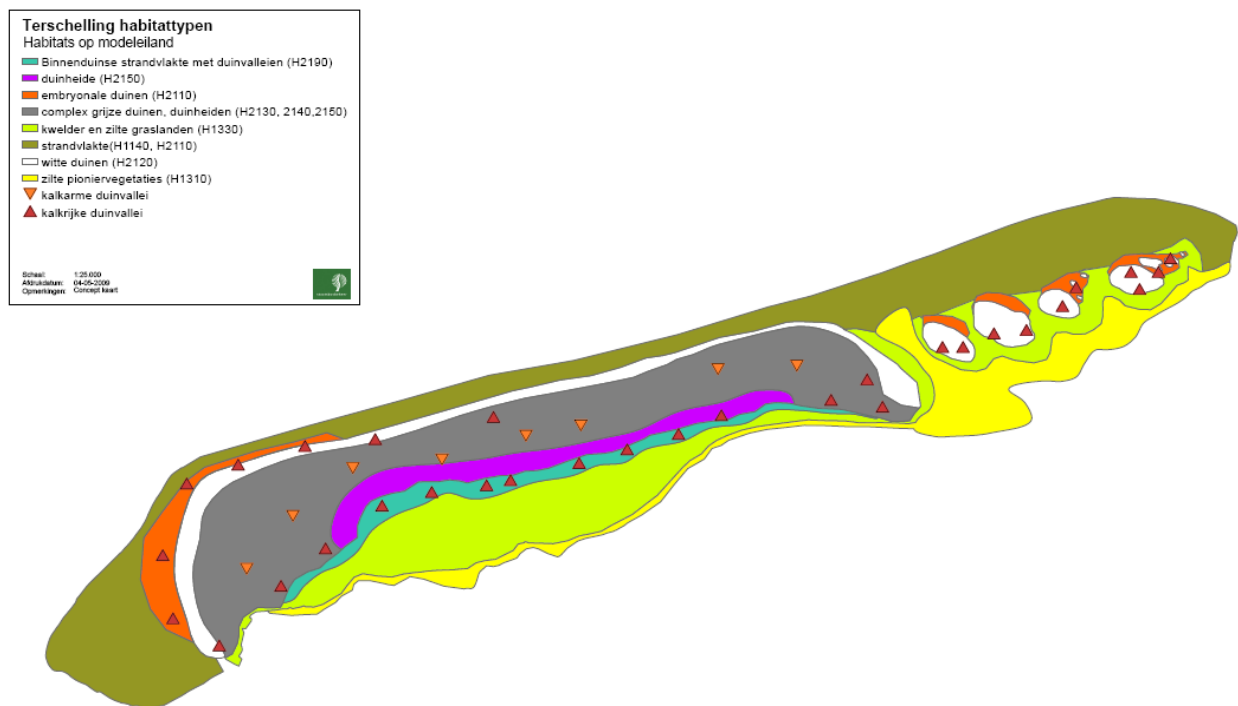 Terschelling habitattypen
Habitats op modeleiland
Binnenduinse strandvlakte met duinvalleien (H2190)
duinheide (H2150)
embryonale duinen (H2110)
complex grijze duinen, duinheiden (H2130, 2140,2150)
kwelder en zilte graslanden (H1330)
strandvlakte(H1140, H2110)
witte duinen (H2120)
zilte pioniervegetaties (H1310)
kalkarme duinvallei
kalkrijke duinvallei
Schaal: 1:25.000
Afdrukdatum: 04-05-2009
Opmerkingen: Concept kaart